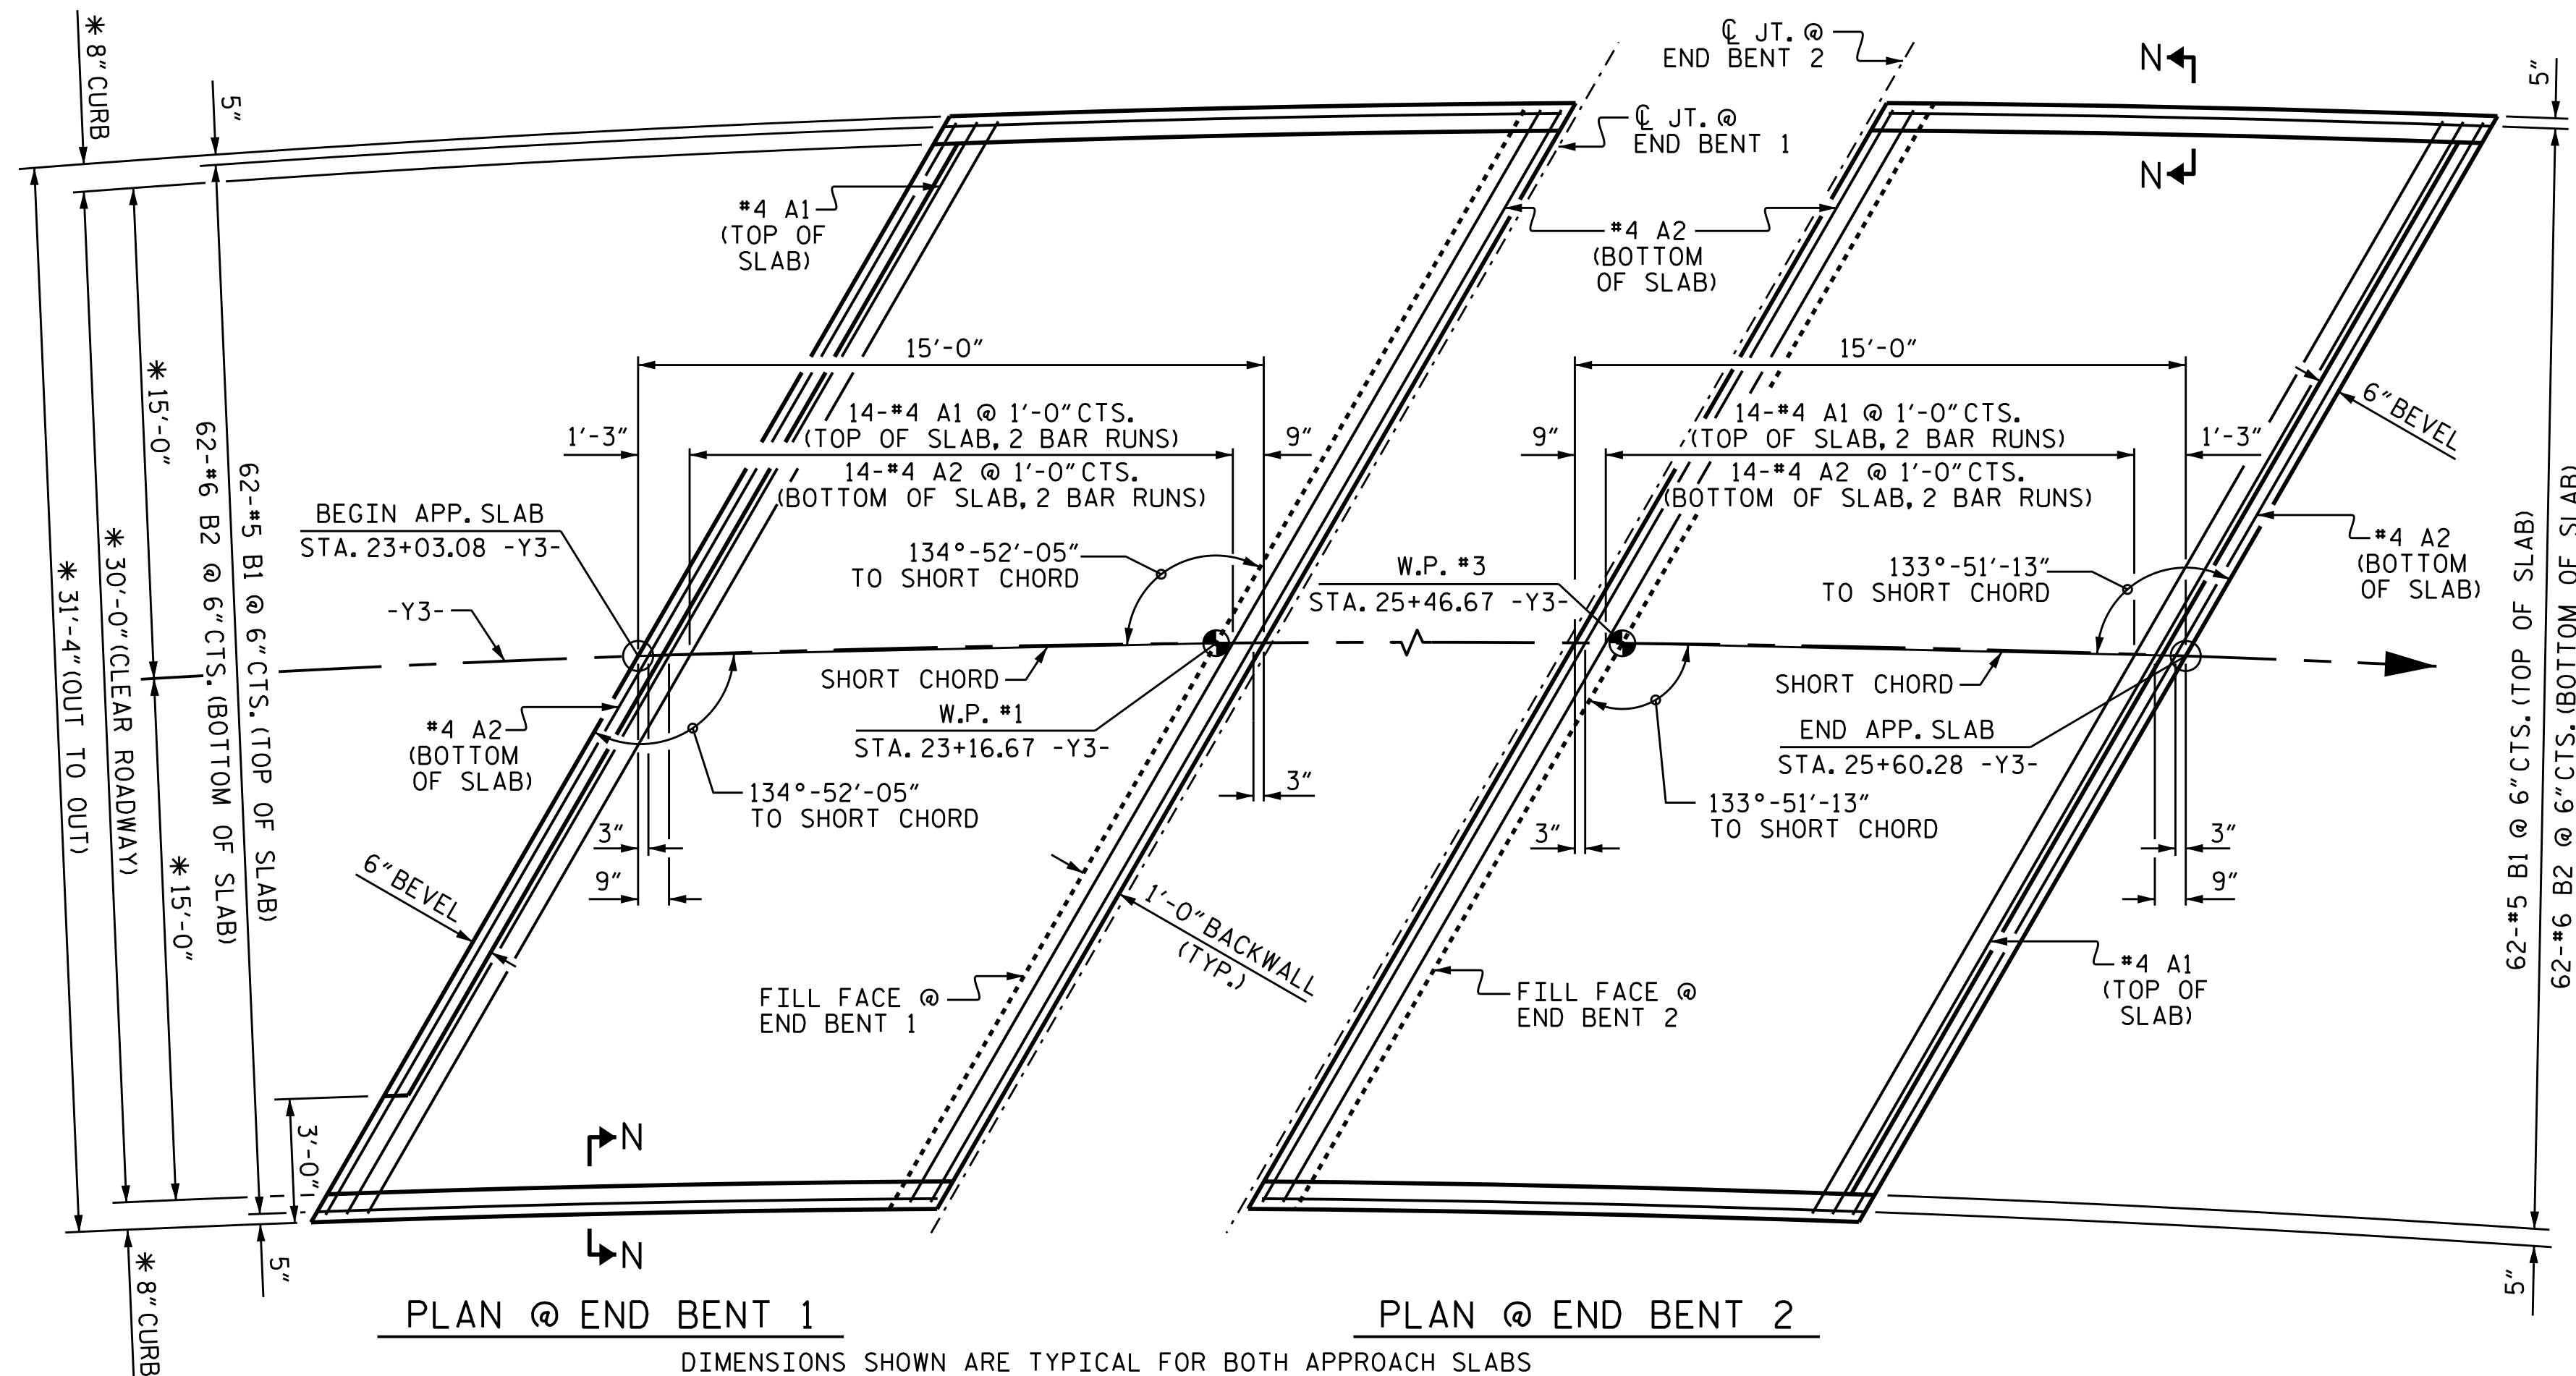 ✳ 8" CURB
5"
✳ 15'-0"
62-#6 B2 @ 6" CTS. (BOTTOM OF SLAB)
62-#5 B1 @ 6" CTS. (TOP OF SLAB)
✳ 30'-0" (CLEAR ROADWAY)
✳ 31'-4" (OUT TO OUT)
✳ 15'-0"
3'-0"
5"
✳ 8" CURB
#4 A1
(TOP OF
SLAB)
15'-0"
1'-3"
14-#4 A1 @ 1'-0" CTS.
(TOP OF SLAB, 2 BAR RUNS)
14-#4 A2 @ 1'-0" CTS.
(BOTTOM OF SLAB, 2 BAR RUNS)
9"
BEGIN APP. SLAB
STA. 23+03.08 -Y3-
134°-52'-05"
TO SHORT CHORD
-Y3-
SHORT CHORD
W.P. #1
STA. 23+16.67 -Y3-
#4 A2
(BOTTOM
OF SLAB)
134°-52'-05"
TO SHORT CHORD
3"
3"
9"
6" BEVEL
1'-0" BACKWALL
(TYP.)
FILL FACE @
END BENT 1
N
N
℄ JT. @
END BENT 2
℄ JT. @
END BENT 1
#4 A2
(BOTTOM
OF SLAB)
N
N
5"
15'-0"
9"
14-#4 A1 @ 1'-0" CTS.
(TOP OF SLAB, 2 BAR RUNS)
14-#4 A2 @ 1'-0" CTS.
(BOTTOM OF SLAB, 2 BAR RUNS)
1'-3"
6" BEVEL
W.P. #3
STA. 25+46.67 -Y3-
133°-51'-13"
TO SHORT CHORD
#4 A2
(BOTTOM
OF SLAB)
SHORT CHORD
END APP. SLAB
STA. 25+60.28 -Y3-
133°-51'-13"
TO SHORT CHORD
3"
3"
9"
#4 A1
(TOP OF
SLAB)
FILL FACE @
END BENT 2
62-#5 B1 @ 6" CTS. (TOP OF SLAB)
62-#6 B2 @ 6" CTS. (BOTTOM OF SLAB)
5"
PLAN @ END BENT 1
PLAN @ END BENT 2
DIMENSIONS SHOWN ARE TYPICAL FOR BOTH APPROACH SLABS